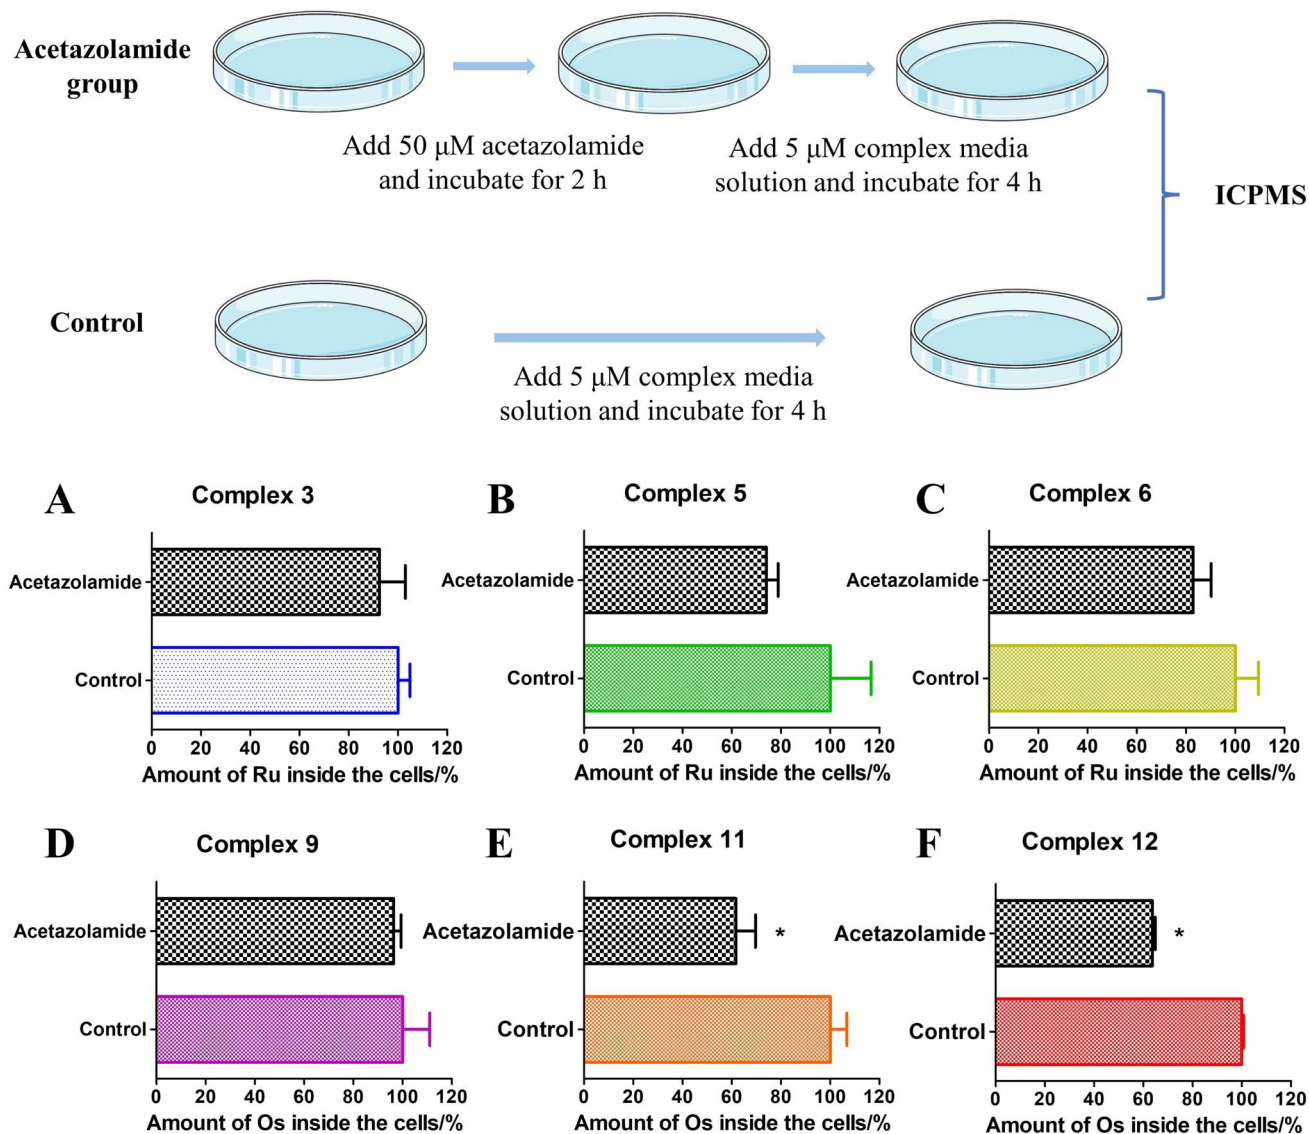 Acetazolamide
group
Add 50 μM acetazolamide
and incubate for 2 h
Add 5 μM complex media
solution and incubate for 4 h
ICPMS
Control
Add 5 μM complex media
solution and incubate for 4 h
A
Complex 3
Acetazolamide
Control
0 20 40 60 80 100 120
Amount of Ru inside the cells/%
B
Complex 5
Acetazolamide
Control
0 20 40 60 80 100 120
Amount of Ru inside the cells/%
C
Complex 6
Acetazolamide
Control
0 20 40 60 80 100 120
Amount of Ru inside the cells/%
D
Complex 9
Acetazolamide
Control
0 20 40 60 80 100 120
Amount of Os inside the cells/%
E
Complex 11
Acetazolamide
*
Control
0 20 40 60 80 100 120
Amount of Os inside the cells/%
F
Complex 12
Acetazolamide
*
Control
0 20 40 60 80 100 120
Amount of Os inside the cells/%